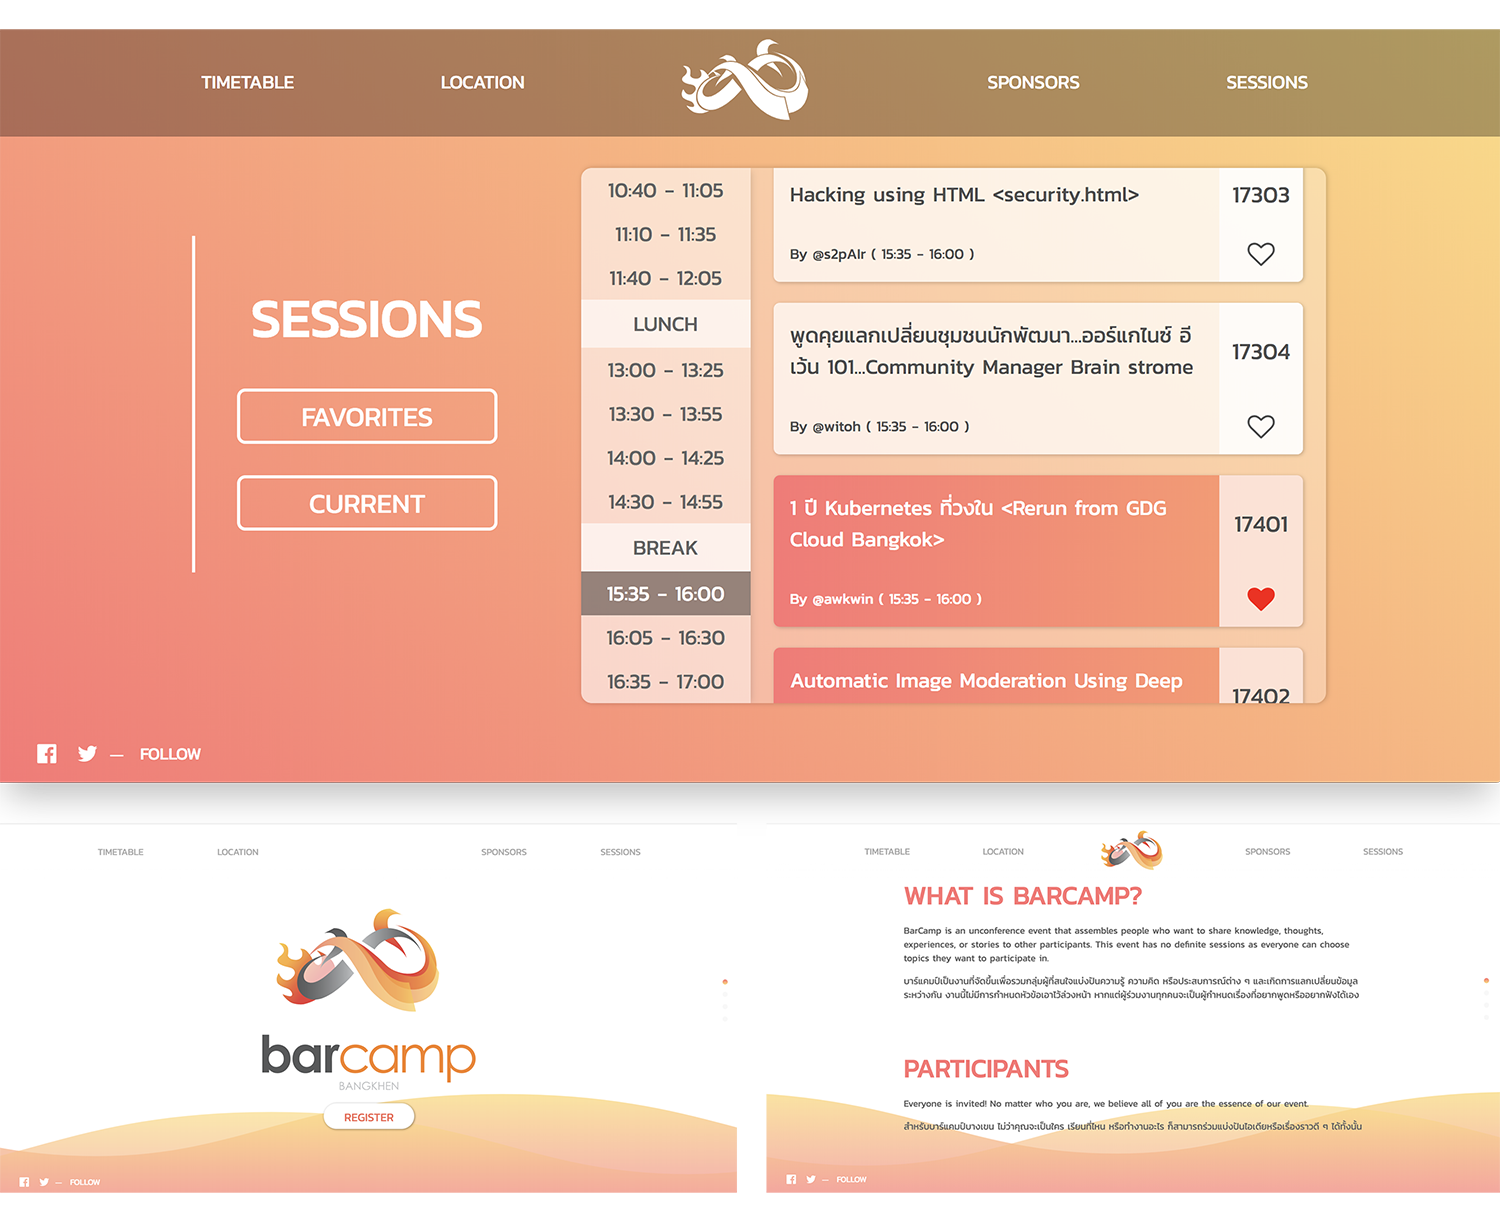 TIMETABLE
LOCATION
SPONSORS
SESSIONS
SESSIONS
FAVORITES
CURRENT
10:40 - 11:05
11:10 - 11:35
11:40 - 12:05
LUNCH
13:00 - 13:25
13:30 - 13:55
14:00 - 14:25
14:30 - 14:55
BREAK
15:35 - 16:00
16:05 - 16:30
16:35 - 17:00
Hacking using HTML <security.html>
17303
By @s2pAIr ( 15:35 - 16:00 )
พูดคุยแลกเปลี่ยนชุมชนนักพัฒนา...ออร์แกไนซ์ อี
เว้น 101...Community Manager Brain strome
17304
By @witoh ( 15:35 - 16:00 )
1 ปี Kubernetes ที่วงใน <Rerun from GDG
Cloud Bangkok>
17401
By @awkwin ( 15:35 - 16:00 )
Automatic Image Moderation Using Deep
17402
— FOLLOW
TIMETABLE
LOCATION
SPONSORS
SESSIONS
barcamp
BANGKHEN
REGISTER
— FOLLOW
TIMETABLE
LOCATION
SPONSORS
SESSIONS
WHAT IS BARCAMP?
BarCamp is an unconference event that assembles people who want to share knowledge, thoughts,
experiences, or stories to other participants. This event has no definite sessions as everyone can choose
topics they want to participate in.
บาร์แคมป์เป็นงานที่จัดขึ้นเพื่อรวมกลุ่มผู้ที่สนใจแบ่งปันความรู้ ความคิด หรือประสบการณ์ต่าง ๆ และเกิดการแลกเปลี่ยนข้อมูล
ระหว่างกัน งานนี้ไม่มีการกำหนดหัวข้อเอาไว้ล่วงหน้า หากแต่ผู้ร่วมงานทุกคนจะเป็นผู้กำหนดเรื่องที่อยากพูดหรืออยากฟังได้เอง
PARTICIPANTS
Everyone is invited! No matter who you are, we believe all of you are the essence of our event.
สำหรับบาร์แคมป์บางเขน ไม่ว่าคุณจะเป็นใคร เรียนที่ไหน หรือทำงานอะไร ก็สามารถร่วมแบ่งปันไอเดียหรือเรื่องราวดี ๆ ได้ทั้งนั้น
— FOLLOW